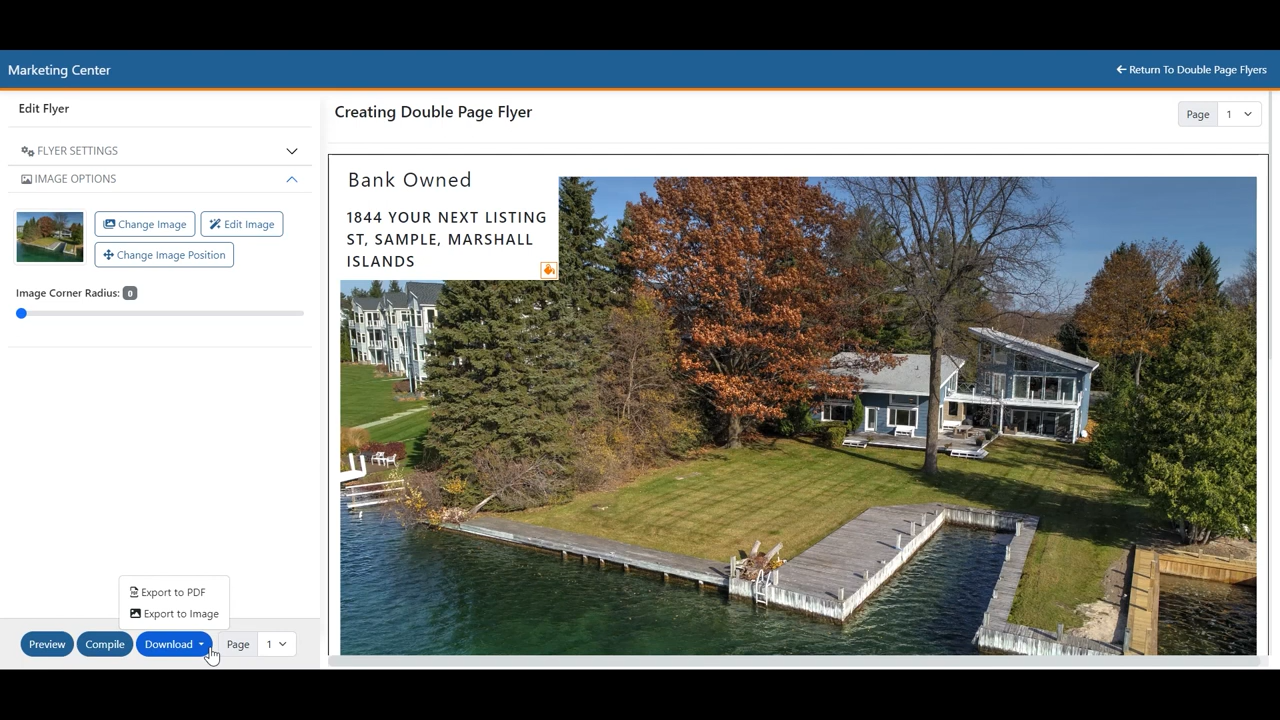 Marketing Center
Return To Double Page Flyers
Edit Flyer
FLYER SETTINGS
IMAGE OPTIONS
Change Image
Edit Image
Change Image Position
Image Corner Radius: 0
Export to PDF
Export to Image
Preview
Compile
Download
Page
1
Creating Double Page Flyer
Page
1
Bank Owned
1844 YOUR NEXT LISTING
ST, SAMPLE, MARSHALL
ISLANDS